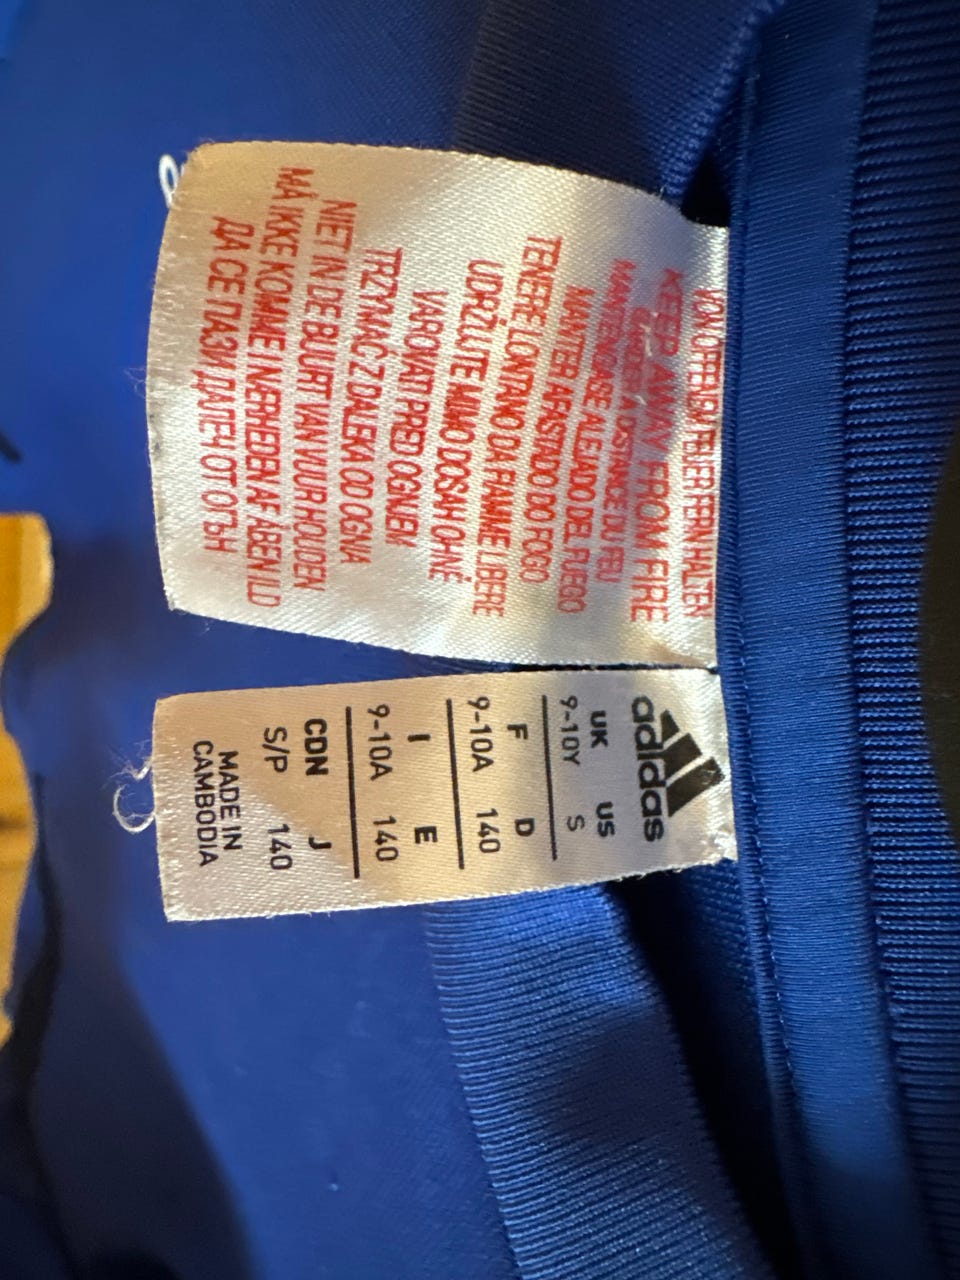 VON OFFENEM FEUER FERN HALTEN
KEEP AWAY FROM FIRE
GARDER A DISTANCE DU FEU
MANTENGASE ALEJADO DEL FUEGO
MANTER AFASTADO DO FOGO
TENERE LONTANO DA FIAMME LIBERE
UDRŽUJTE MIMO DOSAH OHNĚ
VAROVAT PRED OGNJEM
TRZYMAĆ Z DALEKA OD OGNIA
NIET IN DE BUURT VAN VUUR HOUDEN
MÅ IKKE KOMME I NÆRHEDEN AF ÅBEN ILD
ДА СЕ ПАЗИ ДАЛЕЧ ОТ ОГЪН
adidas
UK US
9-10Y S
F D
9-10A 140
I E
9-10A 140
CDN J
S/P 140
MADE IN
CAMBODIA